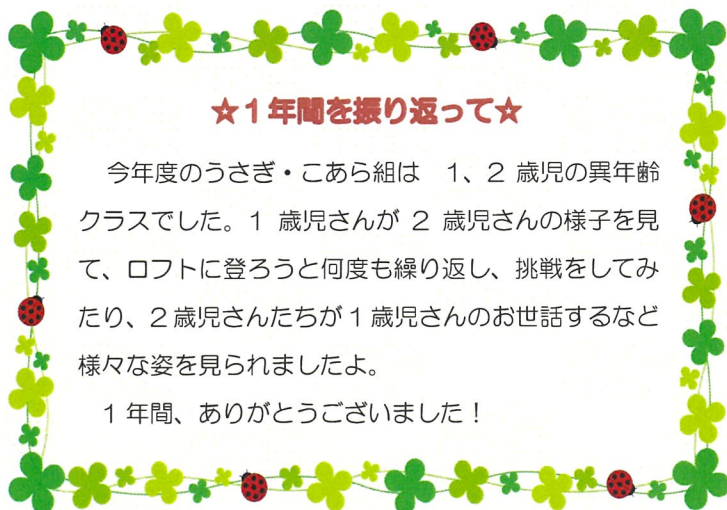 ☆1年間を振り返って☆
今年度のうさぎ・こあら組は　1、2 歳児の異年齢
クラスでした。1 歳児さんが 2 歳児さんの様子を見
て、ロフトに登ろうと何度も繰り返し、挑戦をしてみ
たり、2歳児さんたちが1歳児さんのお世話するなど
様々な姿を見られましたよ。
1年間、ありがとうございました！